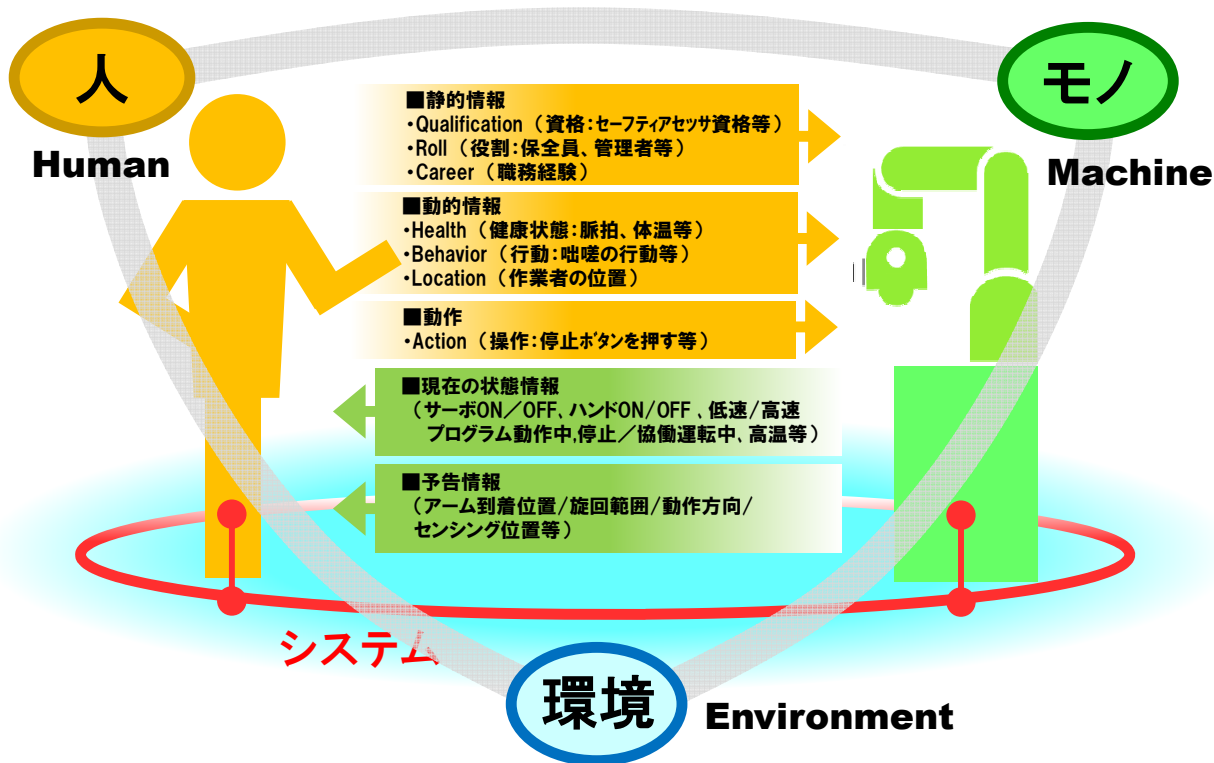 人
Human
モノ
Machine
■静的情報
・Qualification（資格：セーフティアセッサ資格等）
・Roll（役割：保全員、管理者等）
・Career（職務経験）
■動的情報
・Health（健康状態：脈拍、体温等）
・Behavior（行動：咄嗟の行動等）
・Location（作業者の位置）
■動作
・Action（操作：停止ボタンを押す等）
■現在の状態情報
（サーボON／OFF、ハンドON/OFF、低速/高速
プログラム動作中,停止／協働運転中、高温等）
■予告情報
（アーム到着位置/旋回範囲/動作方向/
センシング位置等）
システム
環境
Environment